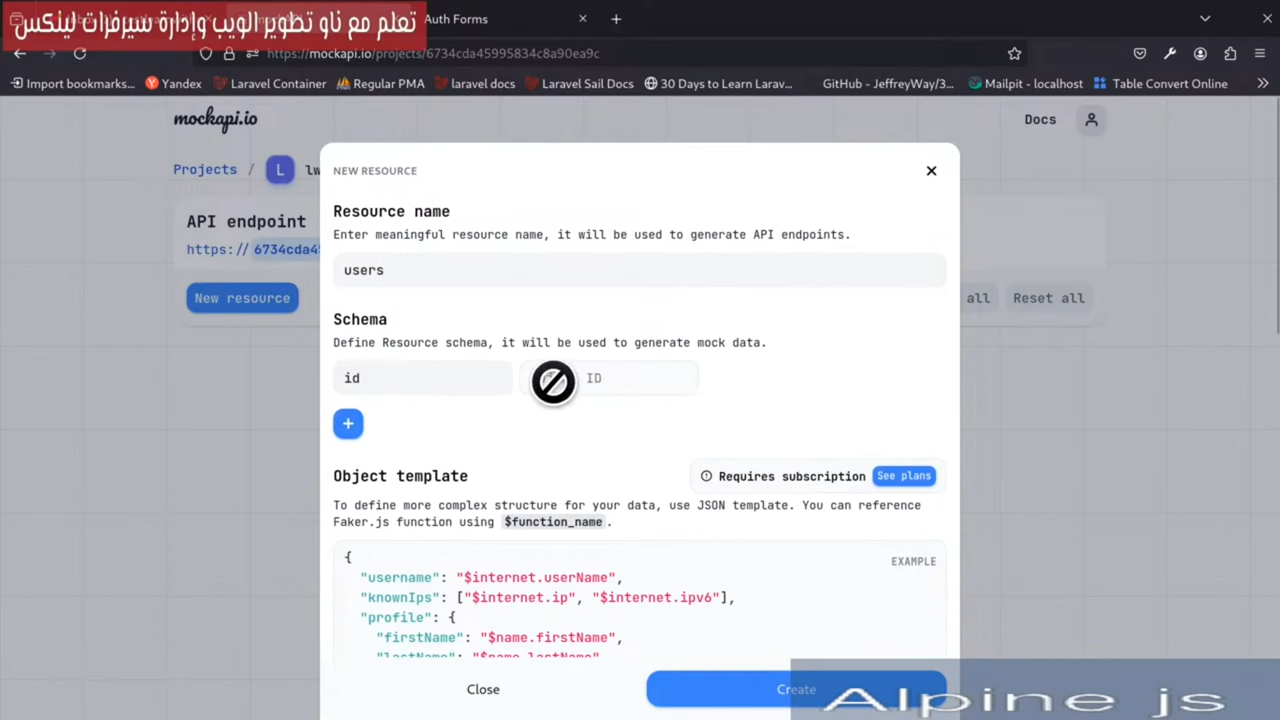 تعلم مع ناو تطوير الويب وإدارة سيرفرات لينكس
Auth Forms
https://mockapi.io/projects/6734cda45995834c8a90ea9c
Import bookmarks...
Yandex
Laravel Container
Regular PMA
laravel docs
Laravel Sail Docs
30 Days to Learn Larav...
GitHub - JeffreyWay/3...
Mailpit - localhost
Table Convert Online
mockapi.io
Docs
Projects / L lw
NEW RESOURCE
API endpoint
https://6734cda4
New resource
all
Reset all
Resource name
Enter meaningful resource name, it will be used to generate API endpoints.
users
Schema
Define Resource schema, it will be used to generate mock data.
id
ID
+
Object template
Requires subscription
See plans
To define more complex structure for your data, use JSON template. You can reference
Faker.js function using $function_name.
{
EXAMPLE
"username": "$internet.userName",
"knownIps": ["$internet.ip", "$internet.ipv6"],
"profile": {
"firstName": "$name.firstName",
"lastName": "$name.lastName",
Close
Create
Alpine js